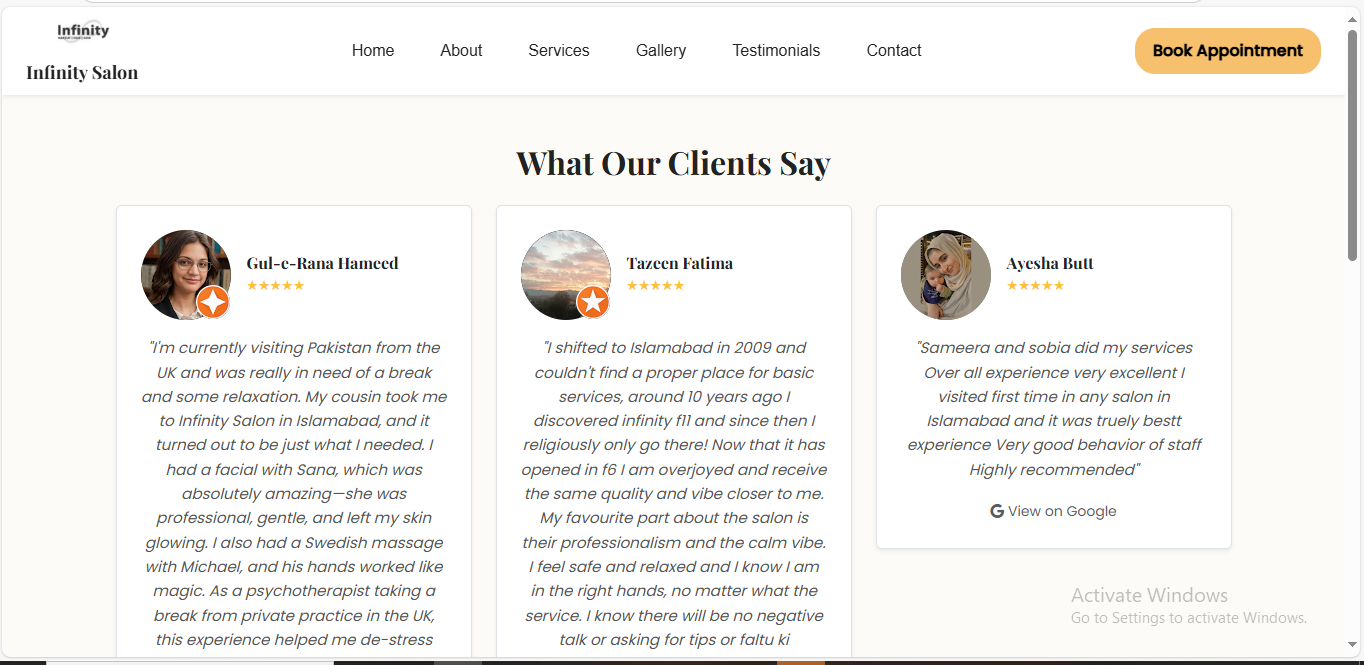 Infinity
Infinity Salon
Home
About
Services
Gallery
Testimonials
Contact
Book Appointment
What Our Clients Say
Gul-e-Rana Hameed
★★★★★
"I'm currently visiting Pakistan from the
UK and was really in need of a break
and some relaxation. My cousin took me
to Infinity Salon in Islamabad, and it
turned out to be just what I needed. I
had a facial with Sana, which was
absolutely amazing—she was
professional, gentle, and left my skin
glowing. I also had a Swedish massage
with Michael, and his hands worked like
magic. As a psychotherapist taking a
break from private practice in the UK,
this experience helped me de-stress
Tazeen Fatima
★★★★★
"I shifted to Islamabad in 2009 and
couldn't find a proper place for basic
services, around 10 years ago I
discovered infinity f11 and since then I
religiously only go there! Now that it has
opened in f6 I am overjoyed and receive
the same quality and vibe closer to me.
My favourite part about the salon is
their professionalism and the calm vibe.
I feel safe and relaxed and I know I am
in the right hands, no matter what the
service. I know there will be no negative
talk or asking for tips or faltu ki
Ayesha Butt
★★★★★
"Sameera and sobia did my services
Over all experience very excellent I
visited first time in any salon in
Islamabad and it was truely bestt
experience Very good behavior of staff
Highly recommended"
G View on Google
Activate Windows
Go to Settings to activate Windows.